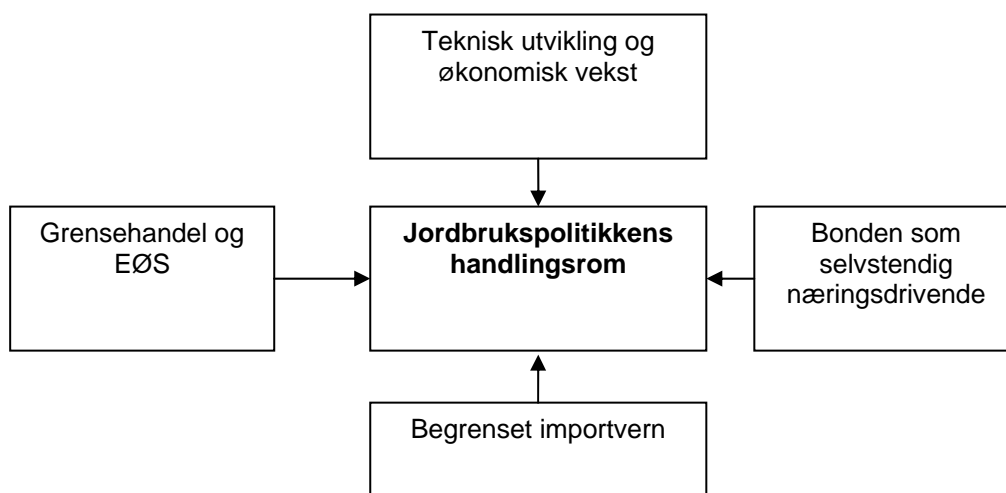 Teknisk utvikling og
økonomisk vekst
Grensehandel og
EØS
Jordbrukspolitikkens
handlingsrom
Bonden som
selvstendig
næringsdrivende
Begrenset importvern